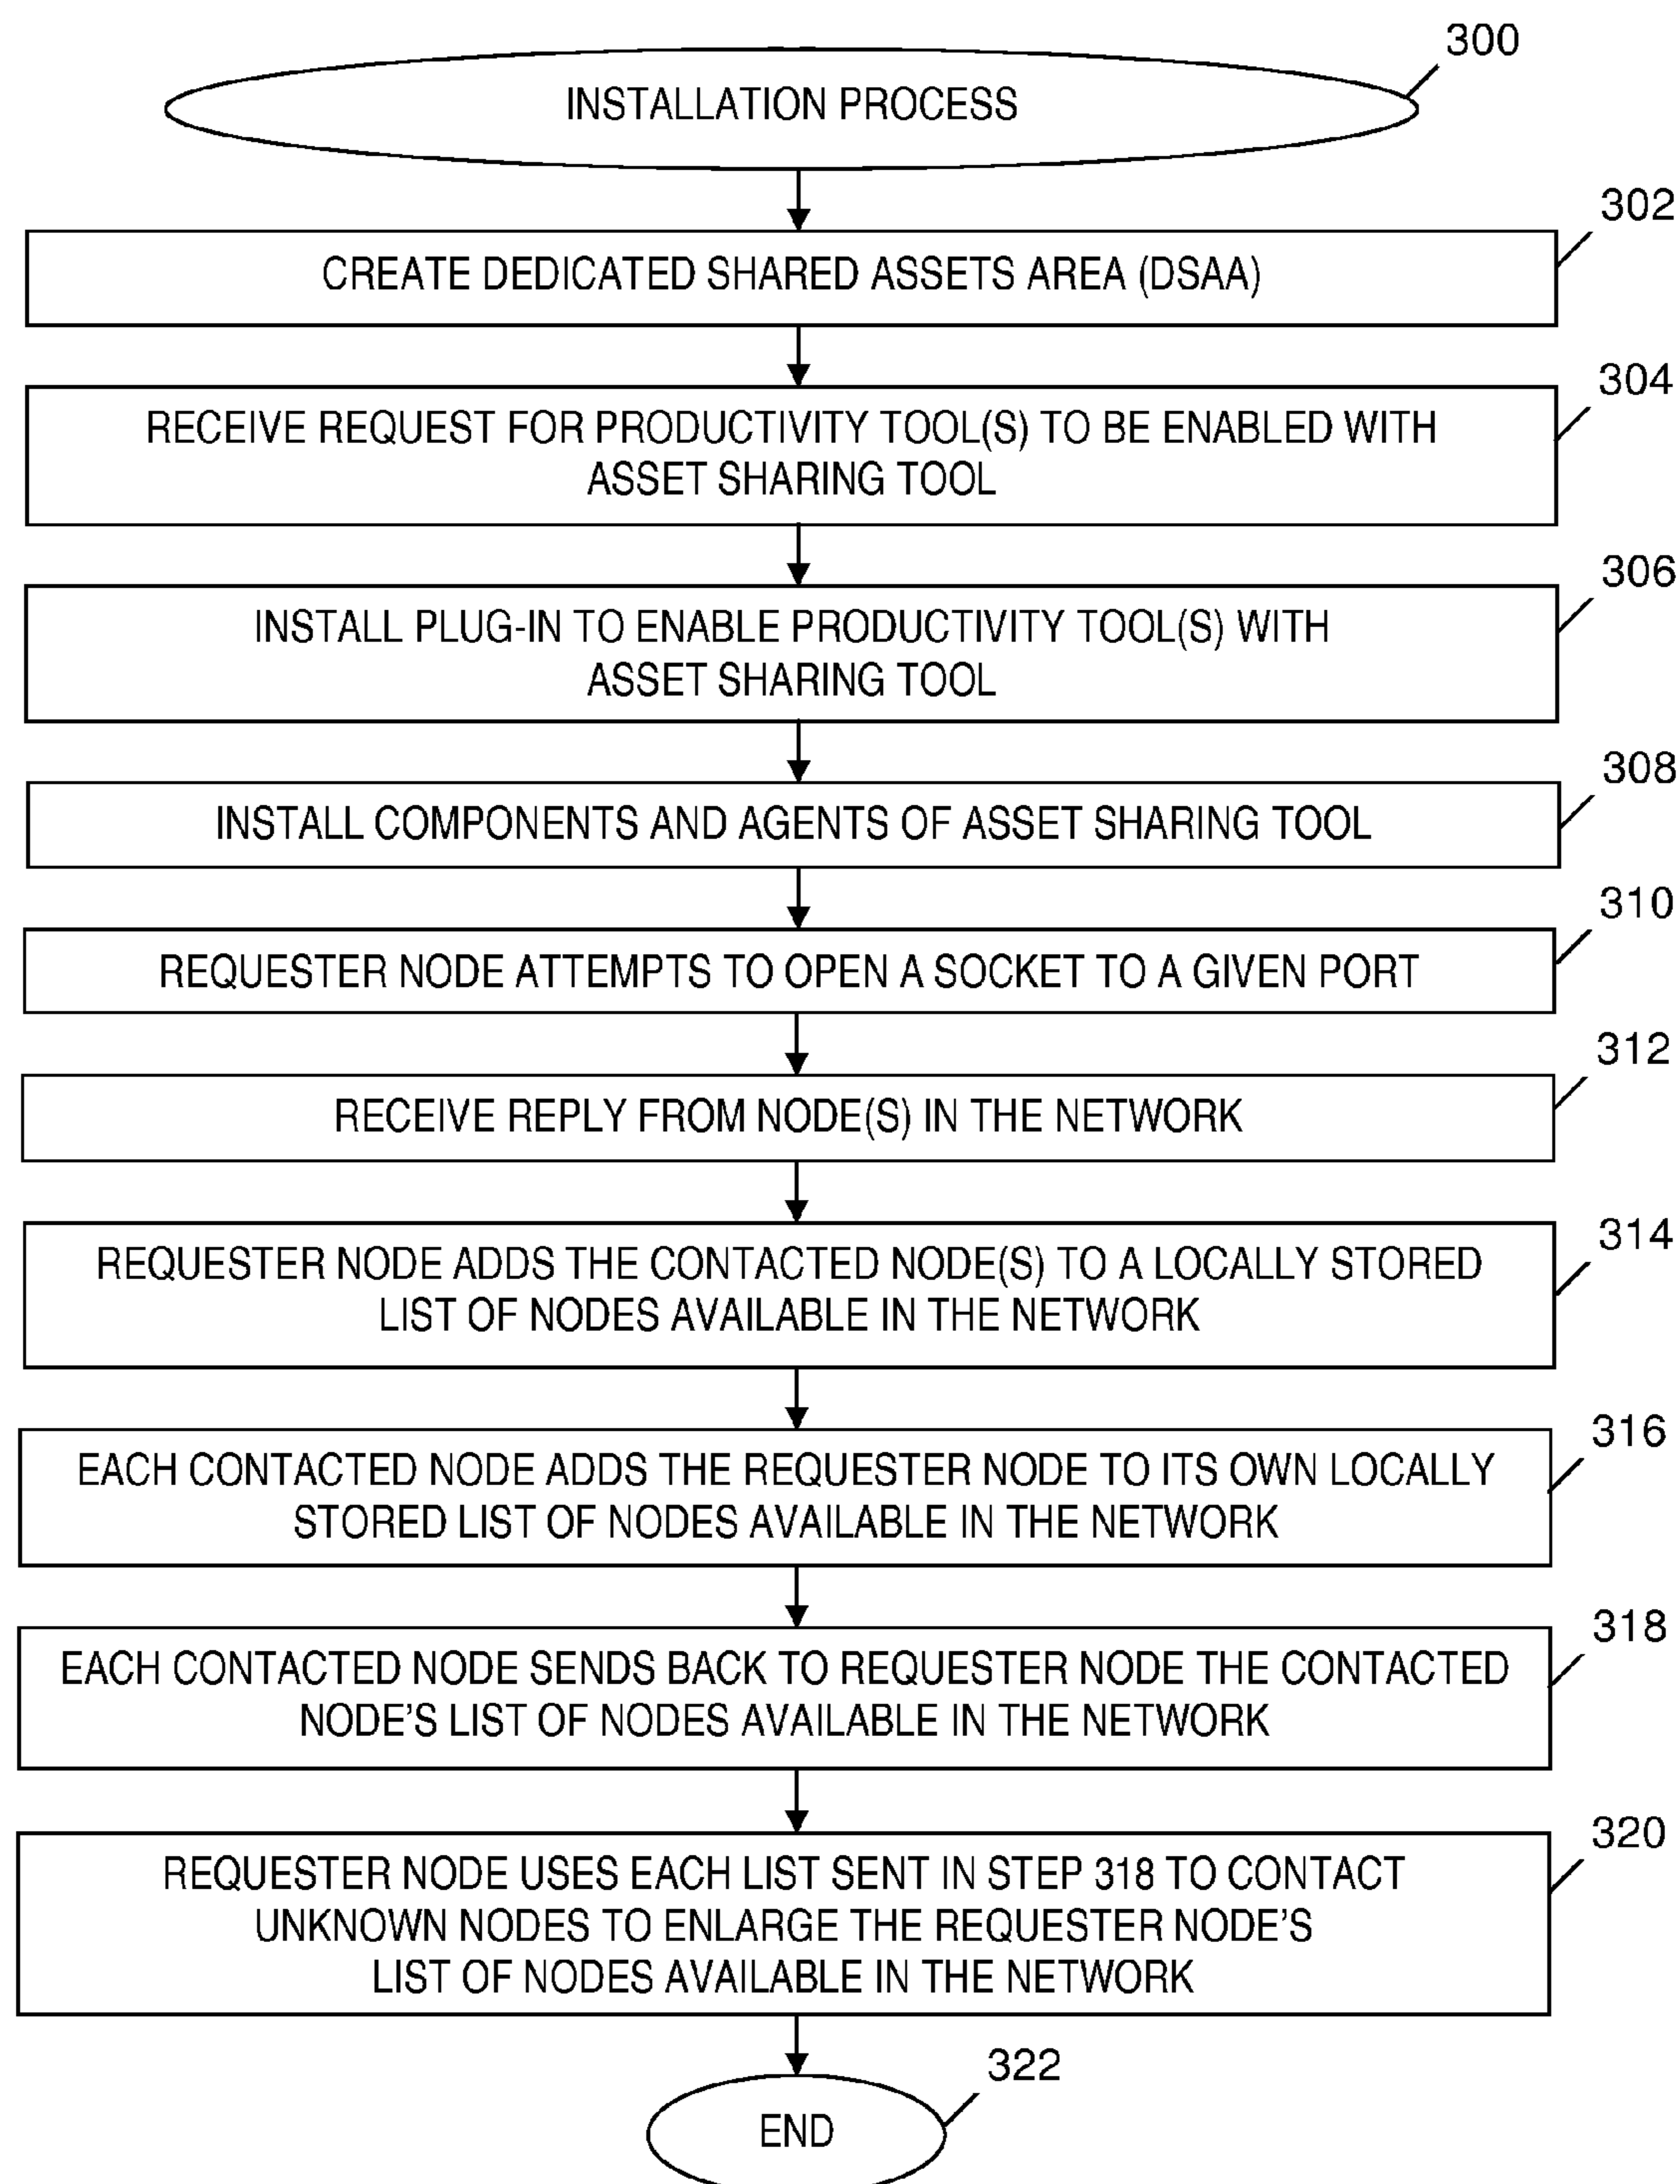 300
INSTALLATION PROCESS
302
CREATE DEDICATED SHARED ASSETS AREA (DSAA)
304
RECEIVE REQUEST FOR PRODUCTIVITY TOOL(S) TO BE ENABLED WITH
ASSET SHARING TOOL
306
INSTALL PLUG-IN TO ENABLE PRODUCTIVITY TOOL(S) WITH
ASSET SHARING TOOL
308
INSTALL COMPONENTS AND AGENTS OF ASSET SHARING TOOL
310
REQUESTER NODE ATTEMPTS TO OPEN A SOCKET TO A GIVEN PORT
312
RECEIVE REPLY FROM NODE(S) IN THE NETWORK
314
REQUESTER NODE ADDS THE CONTACTED NODE(S) TO A LOCALLY STORED
LIST OF NODES AVAILABLE IN THE NETWORK
316
EACH CONTACTED NODE ADDS THE REQUESTER NODE TO ITS OWN LOCALLY
STORED LIST OF NODES AVAILABLE IN THE NETWORK
318
EACH CONTACTED NODE SENDS BACK TO REQUESTER NODE THE CONTACTED
NODE'S LIST OF NODES AVAILABLE IN THE NETWORK
320
REQUESTER NODE USES EACH LIST SENT IN STEP 318 TO CONTACT
UNKNOWN NODES TO ENLARGE THE REQUESTER NODE'S
LIST OF NODES AVAILABLE IN THE NETWORK
322
END